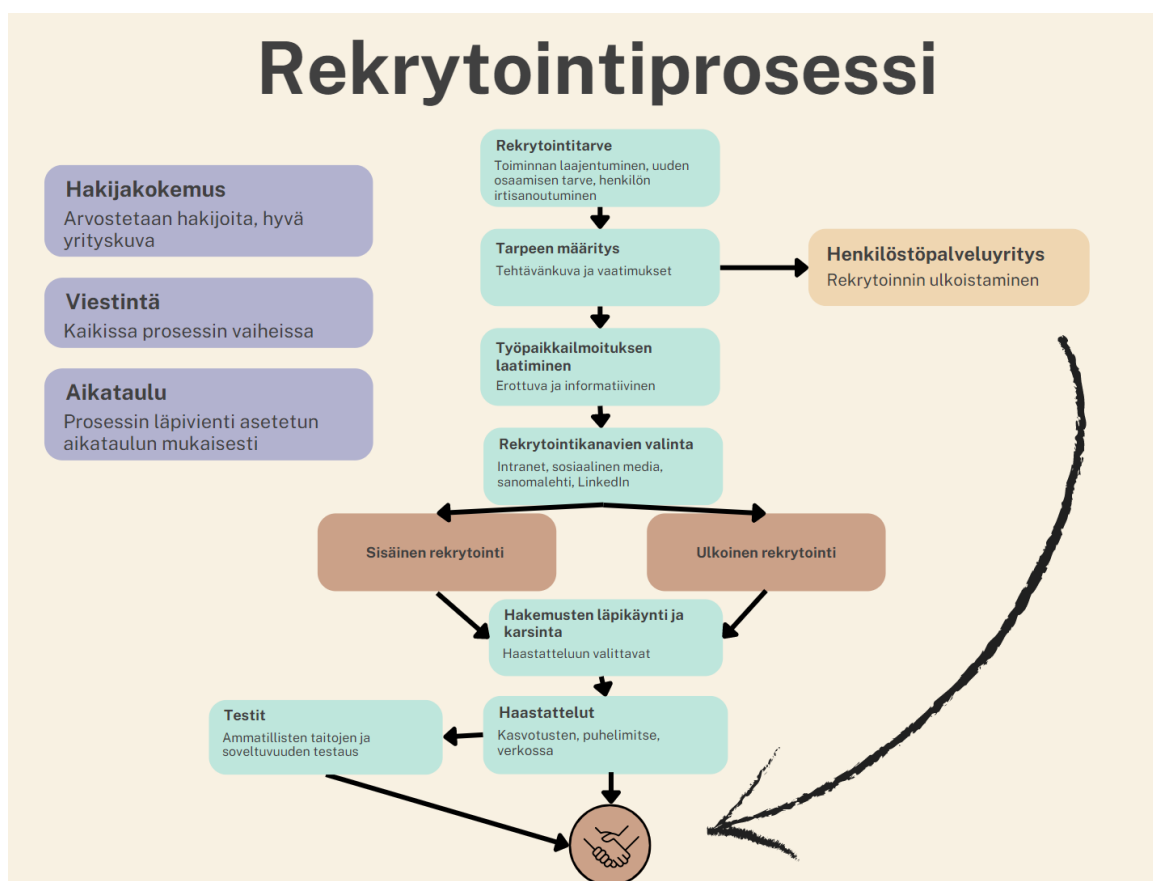 Rekrytointiprosessi
Hakijakokemus
Arvostetaan hakijoita, hyvä
yrityskuva
Viestintä
Kaikissa prosessin vaiheissa
Aikataulu
Prosessin läpivienti asetetun
aikataulun mukaisesti
Rekrytointitarve
Toiminnan laajentuminen, uuden
osaamisen tarve, henkilön
irtisanoutuminen
Tarpeen määritys
Tehtävänkuva ja vaatimukset
Henkilöstöpalveluyritys
Rekrytoinnin ulkoistaminen
Työpaikkailmoituksen
laatiminen
Erottuva ja informatiivinen
Rekrytointikanavien valinta
Intranet, sosiaalinen media,
sanomalehti, LinkedIn
Sisäinen rekrytointi
Ulkoinen rekrytointi
Hakemusten läpikäynti ja
karsinta
Haastatteluun valittavat
Haastattelut
Kasvotusten, puhelimitse,
verkossa
Testit
Ammatillisten taitojen ja
soveltuvuuden testaus